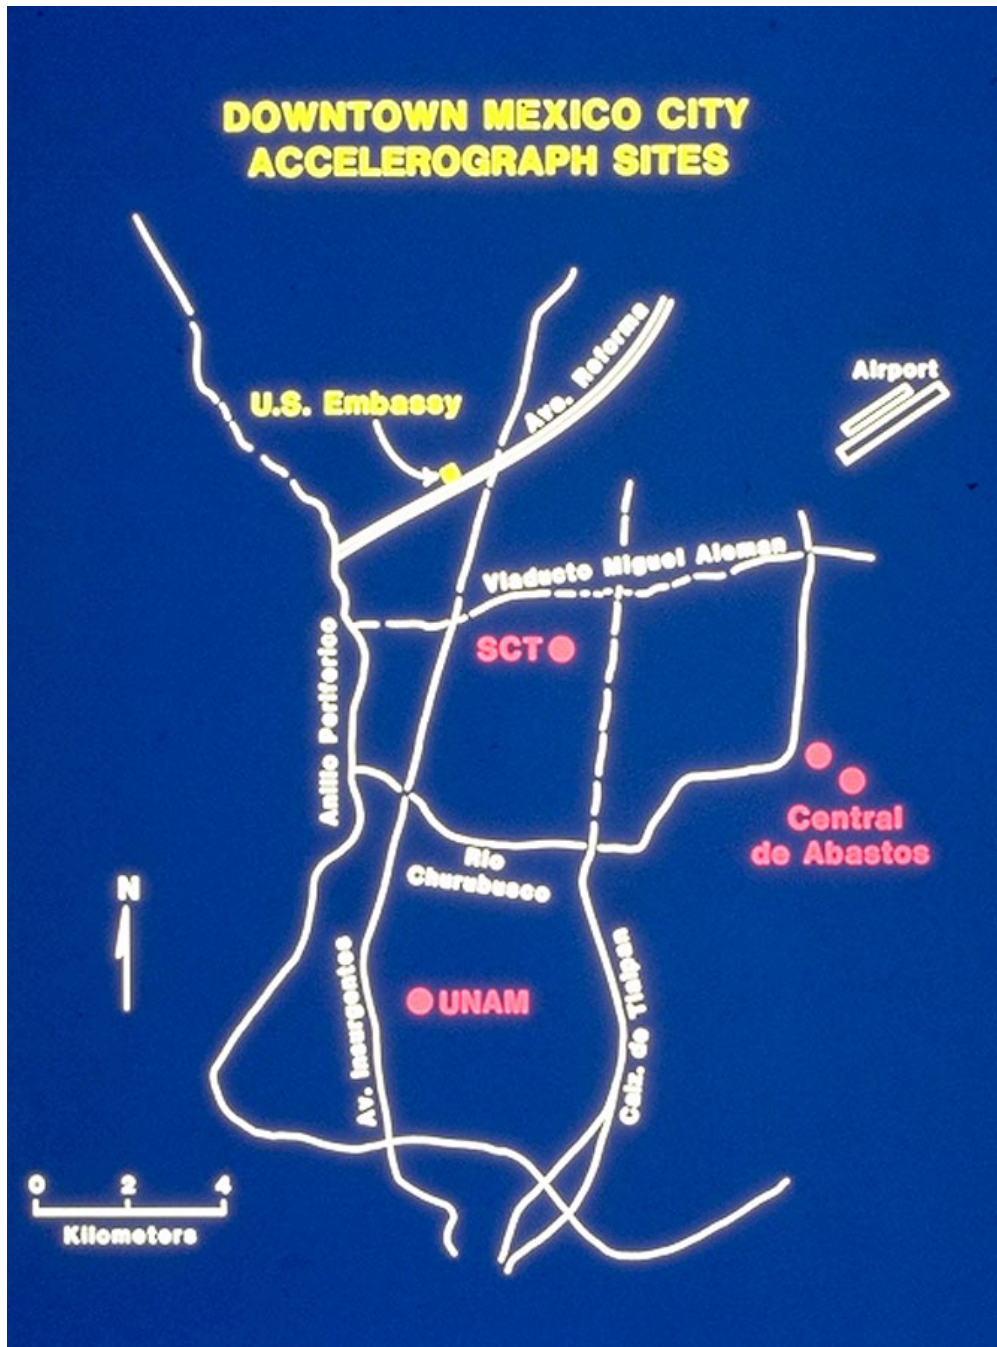 DOWNTOWN MEXICO CITY
ACCELEROGRAPH SITES
Ave. Reforma
Airport
U.S. Embassy
Viaducto Miguel Aleman
SCT
Anillo Periferico
Central
de Abastos
Rio
Churubusco
N
Av. Insurgentes
UNAM
Calz. de Tlalpan
0 2 4
Kilometers